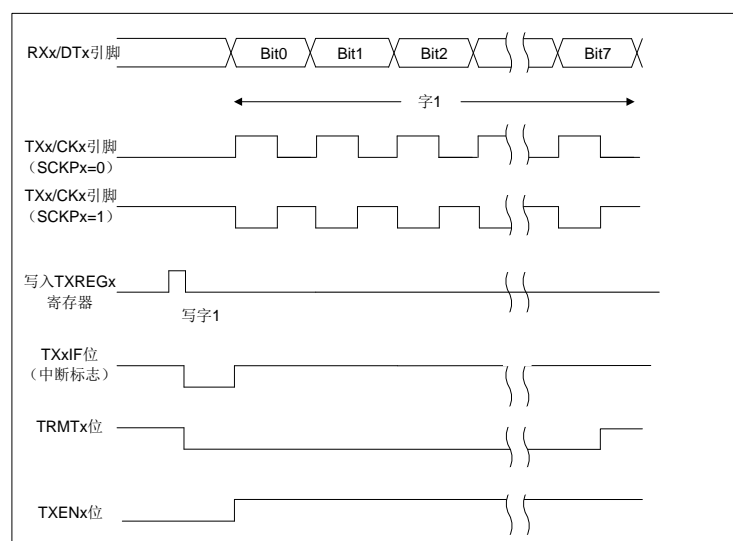 RXx/DTx引脚
Bit0
Bit1
Bit2
Bit7
字1
TXx/CKx引脚
（SCKPx=0）
TXx/CKx引脚
（SCKPx=1）
写入TXREGx
寄存器
写字1
TXxIF位
（中断标志）
TRMTx位
TXENx位